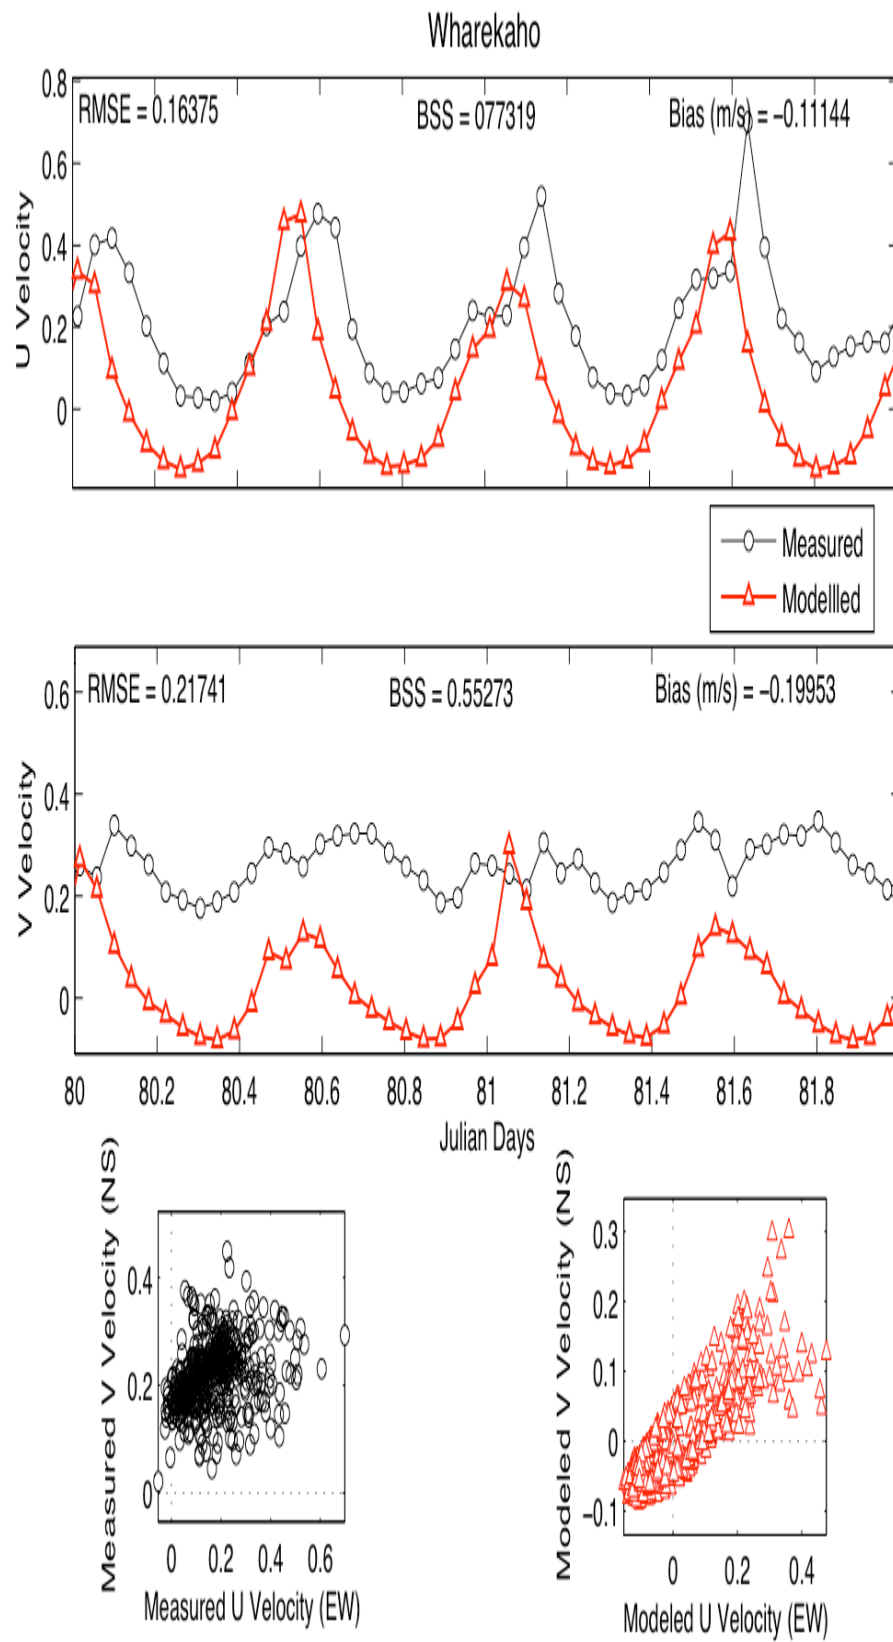 Wharekaho
RMSE = 0.16375 BSS = 077319 Bias (m/s) = −0.11144
U Velocity
0.8
0.6
0.4
0.2
0
Measured
Modellled
RMSE = 0.21741 BSS = 0.55273 Bias (m/s) = −0.19953
V Velocity
0.6
0.4
0.2
0
80 80.2 80.4 80.6 80.8 81 81.2 81.4 81.6 81.8
Julian Days
Measured V Velocity (NS)
0.4
0.2
0
0 0.2 0.4 0.6
Measured U Velocity (EW)
Modeled V Velocity (NS)
0.3
0.2
0.1
0
−0.1
0 0.2 0.4
Modeled U Velocity (EW)